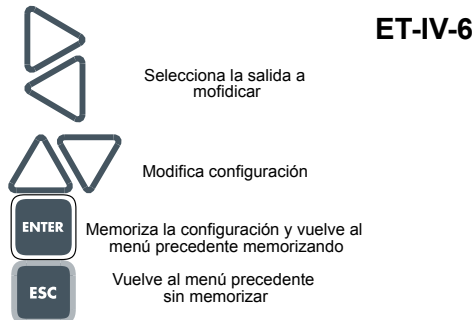 ET-IV-6
Selecciona la salida a
mofidicar
Modifica configuración
ENTER
Memoriza la configuración y vuelve al
menú precedente memorizando
ESC
Vuelve al menú precedente
sin memorizar